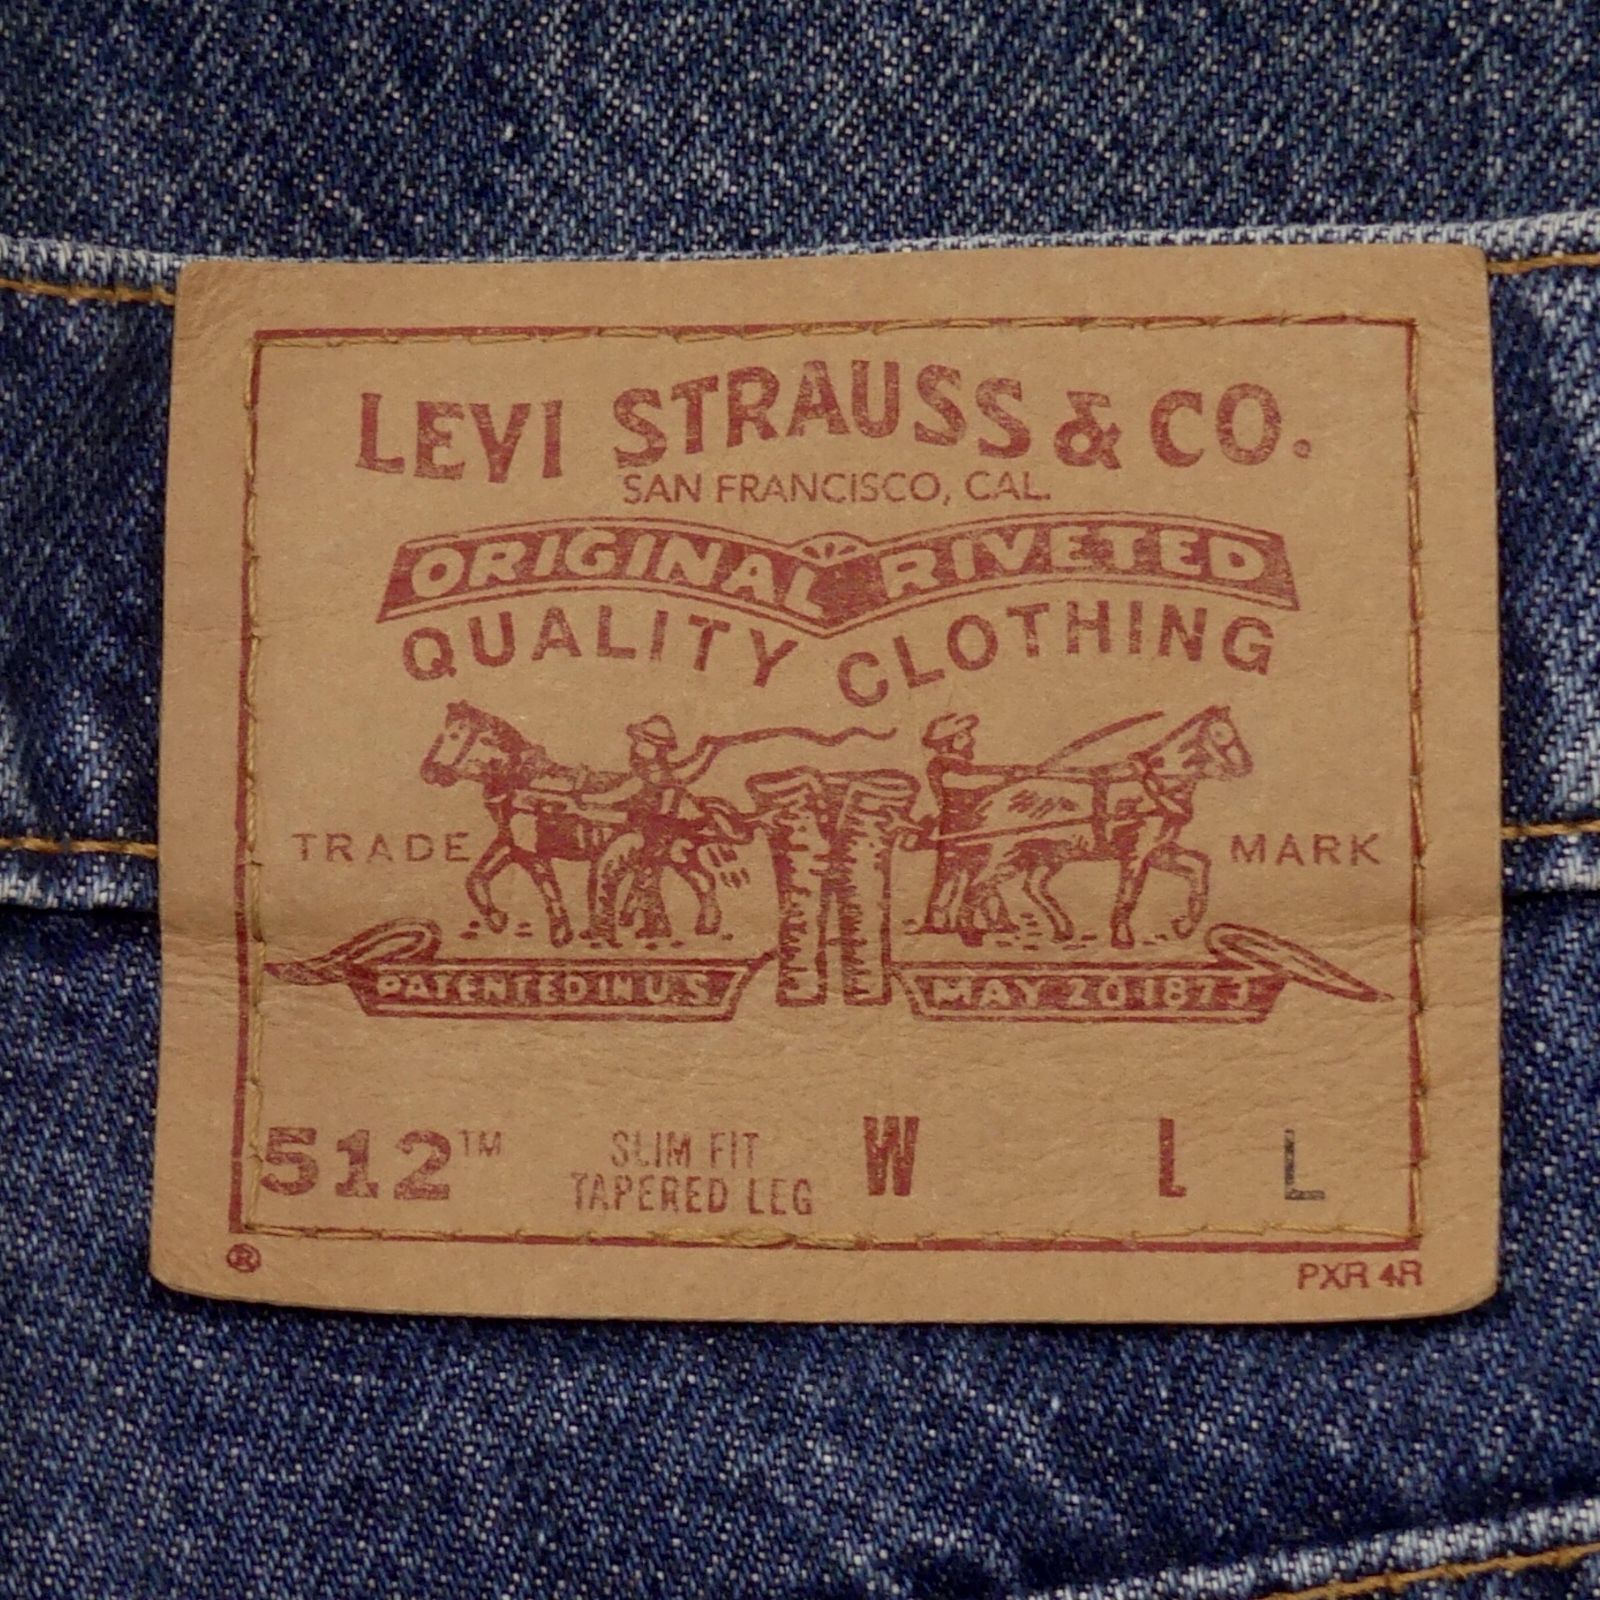 LEVI STRAUSS & CO.
SAN FRANCISCO, CAL.
ORIGINAL RIVETED
QUALITY CLOTHING
TRADE MARK
PATENTED IN U.S. MAY 20 1873
512™ SLIM FIT W L L
TAPERED LEG
® PXR 4R